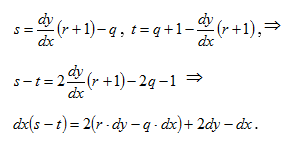 s = dy/dx (r+1) − q , t = q+1 − dy/dx (r+1), ⇒
s − t = 2 dy/dx (r+1) − 2q − 1 ⇒
dx(s − t) = 2(r · dy − q · dx) + 2dy − dx .